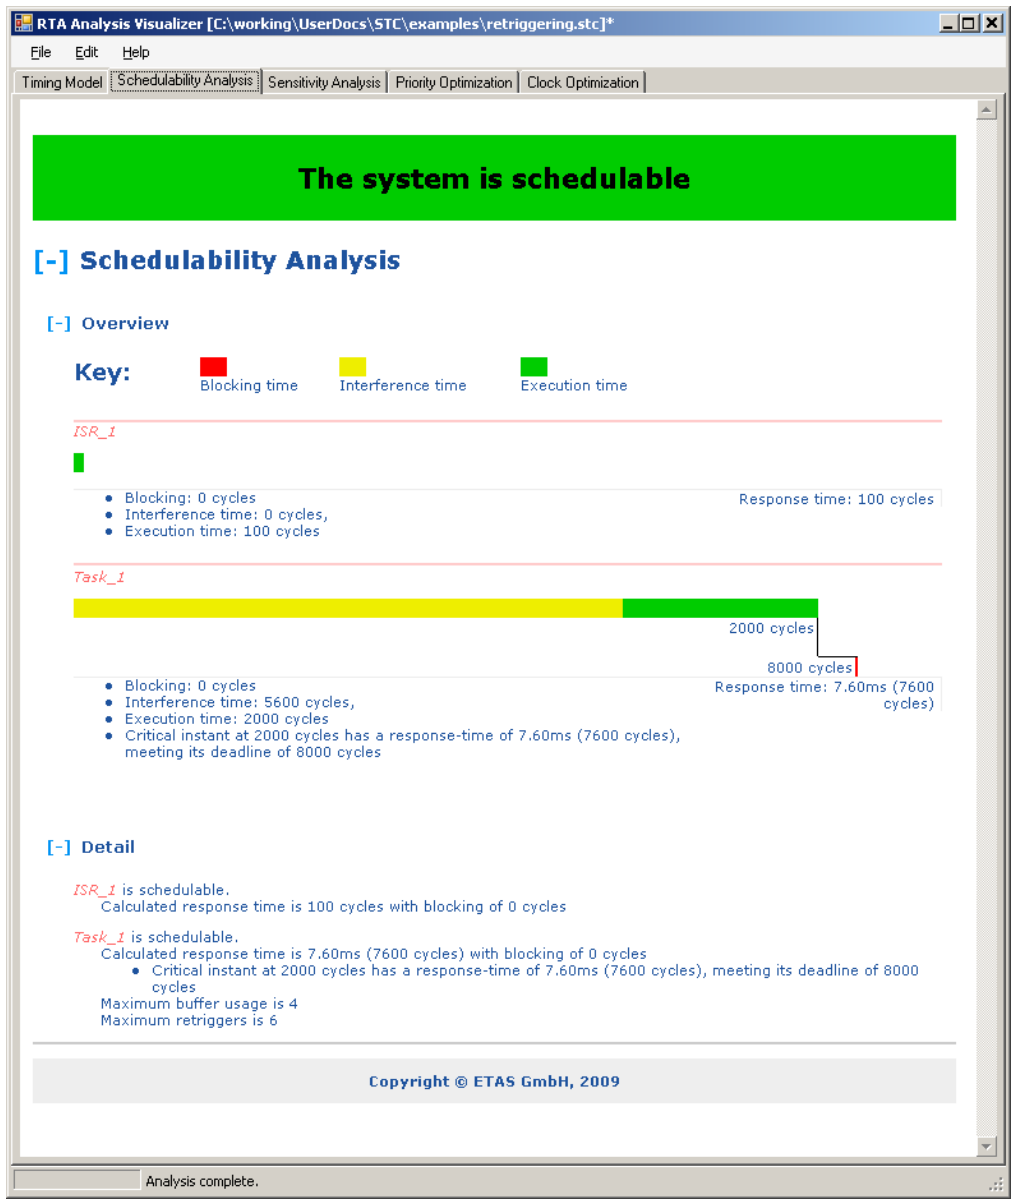 RTA Analysis Visualizer [C:\working\UserDocs\STC\examples\retriggering.stc]*
File Edit Help
Timing Model Schedulability Analysis Sensitivity Analysis Priority Optimization Clock Optimization
The system is schedulable
[-] Schedulability Analysis
[-] Overview
Key:
Blocking time Interference time Execution time
ISR_1
• Blocking: 0 cycles
• Interference time: 0 cycles,
• Execution time: 100 cycles
Response time: 100 cycles
Task_1
2000 cycles
8000 cycles
• Blocking: 0 cycles
• Interference time: 5600 cycles,
• Execution time: 2000 cycles
• Critical instant at 2000 cycles has a response-time of 7.60ms (7600 cycles),
meeting its deadline of 8000 cycles
Response time: 7.60ms (7600
cycles)
[-] Detail
ISR_1 is schedulable.
Calculated response time is 100 cycles with blocking of 0 cycles
Task_1 is schedulable.
Calculated response time is 7.60ms (7600 cycles) with blocking of 0 cycles
• Critical instant at 2000 cycles has a response-time of 7.60ms (7600 cycles), meeting its deadline of 8000
cycles
Maximum buffer usage is 4
Maximum retriggers is 6
Copyright © ETAS GmbH, 2009
Analysis complete.